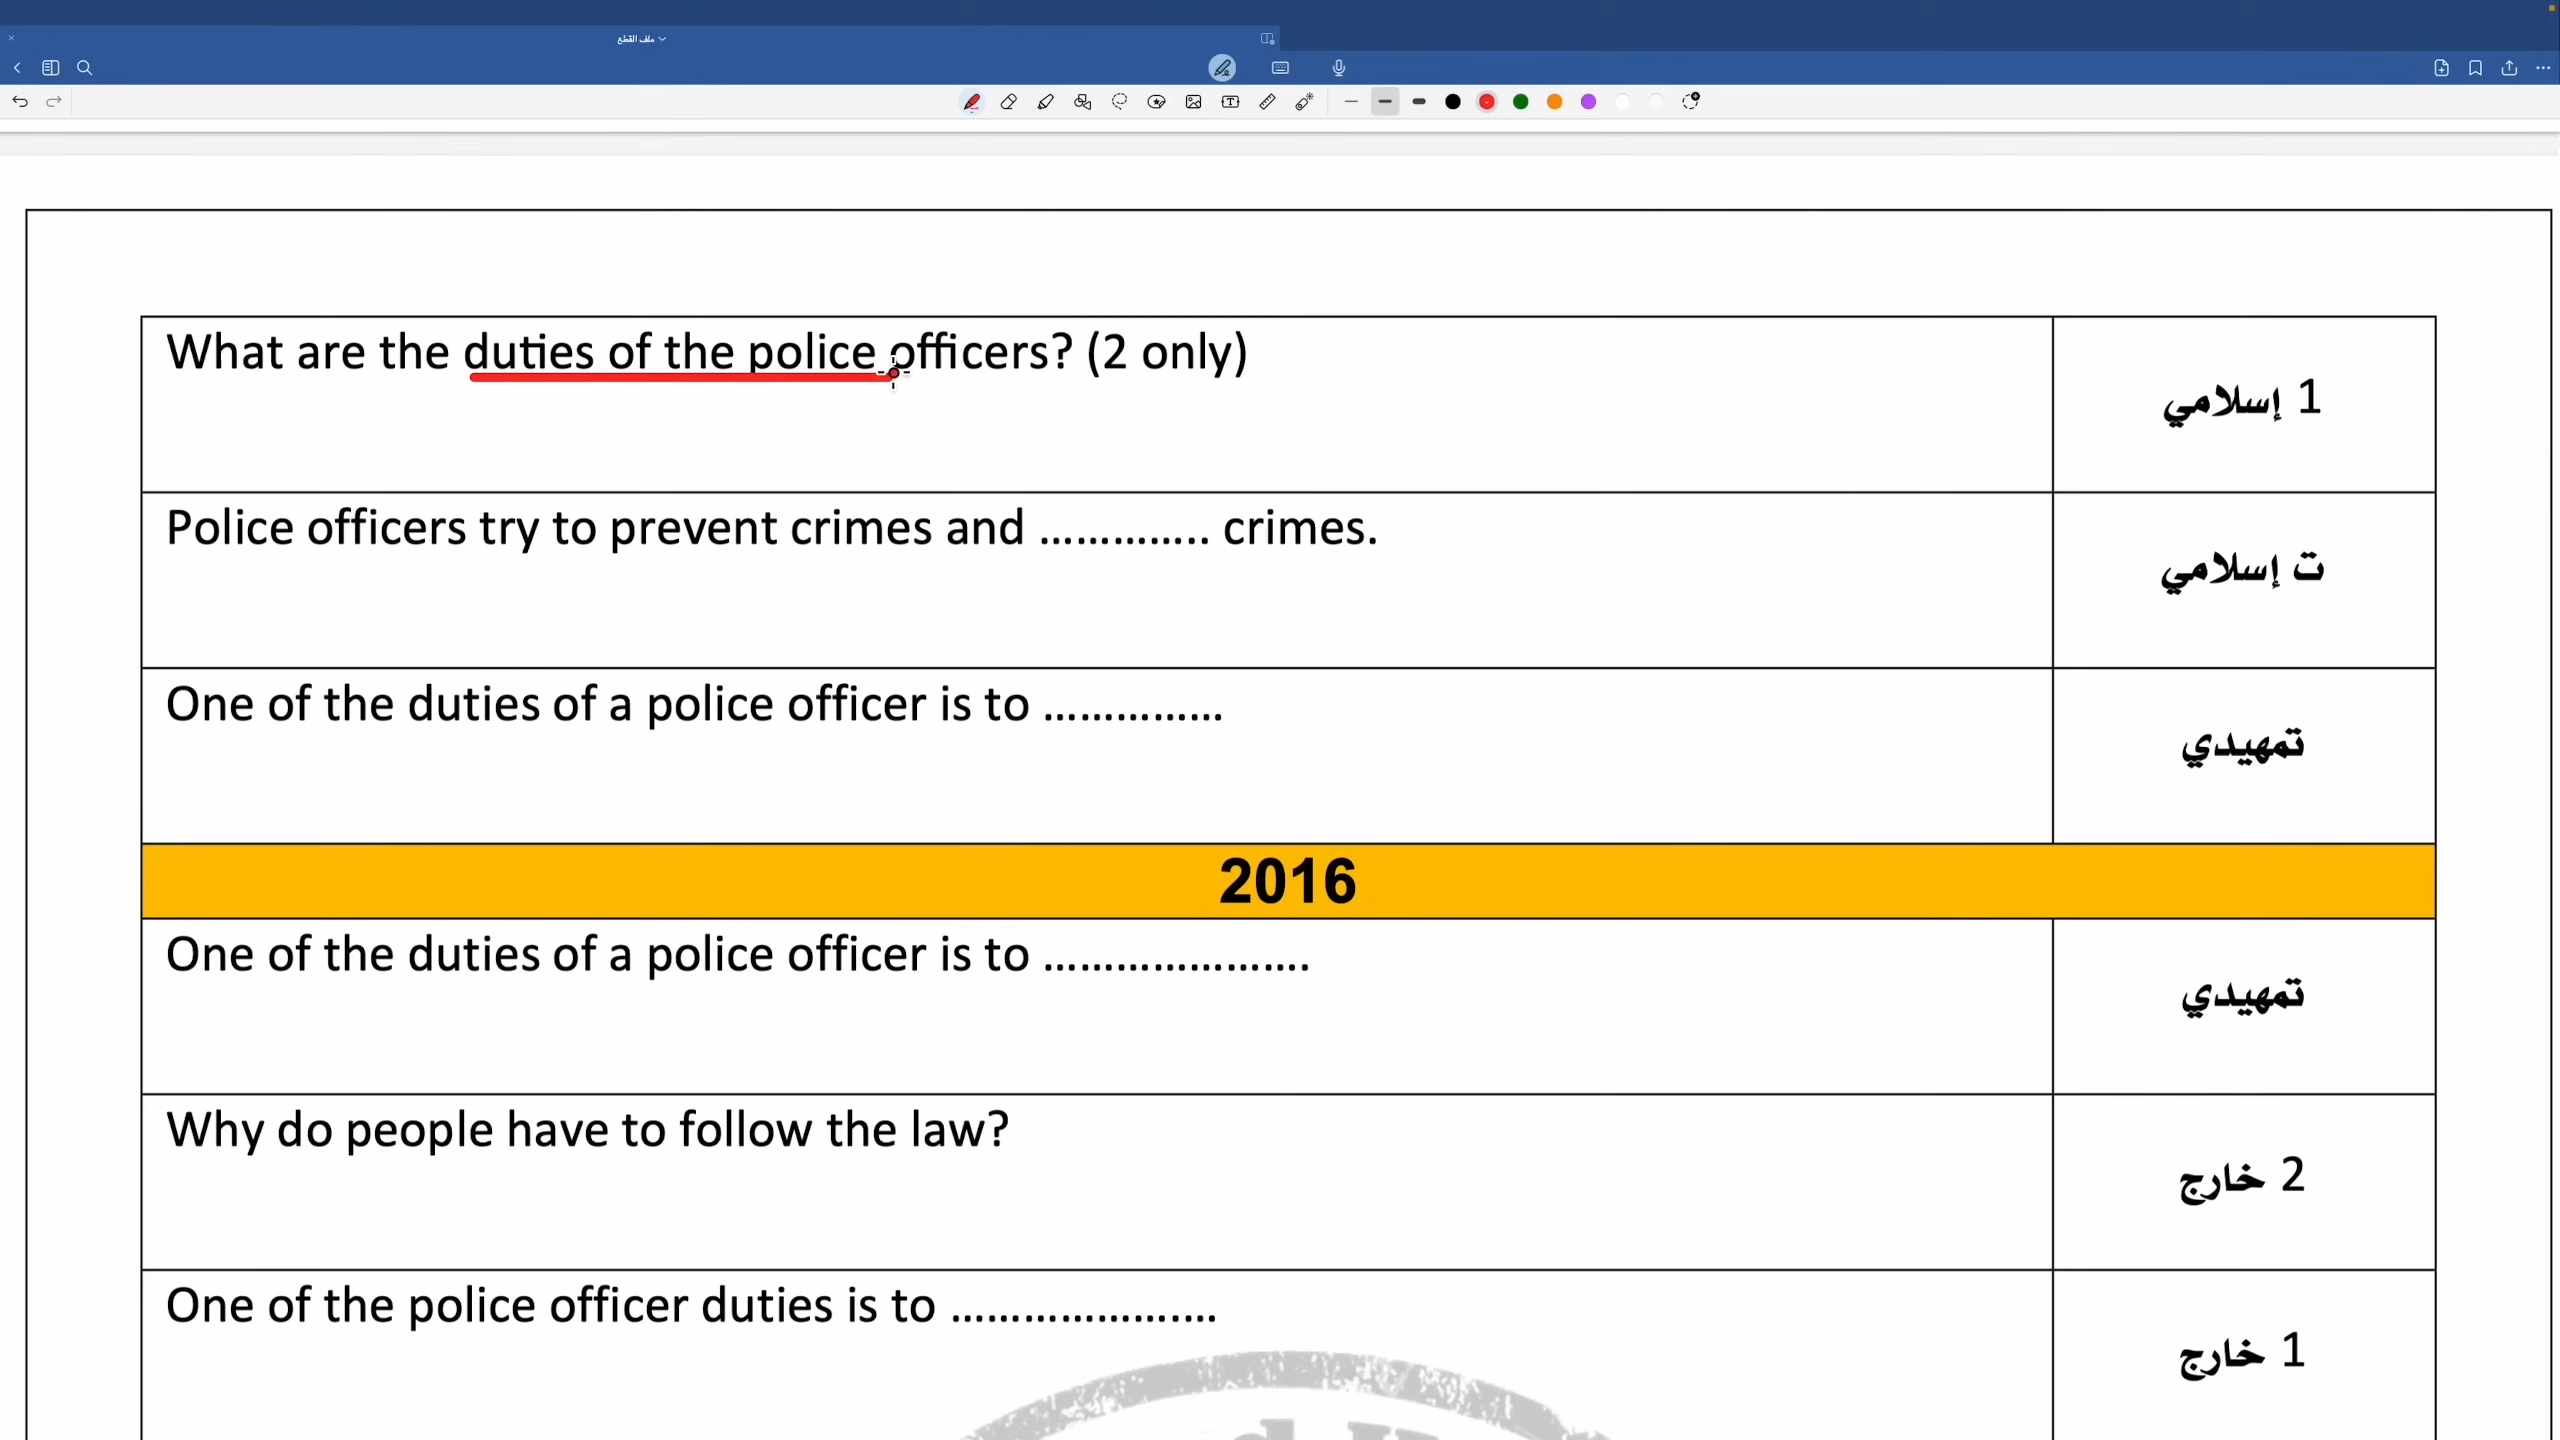 ملف القطع
What are the duties of the police officers? (2 only)
1 إسلامي
Police officers try to prevent crimes and ………….. crimes.
ت إسلامي
One of the duties of a police officer is to ……………
تمهيدي
2016
One of the duties of a police officer is to ………………….
تمهيدي
Why do people have to follow the law?
2 خارج
One of the police officer duties is to ………………….
1 خارج